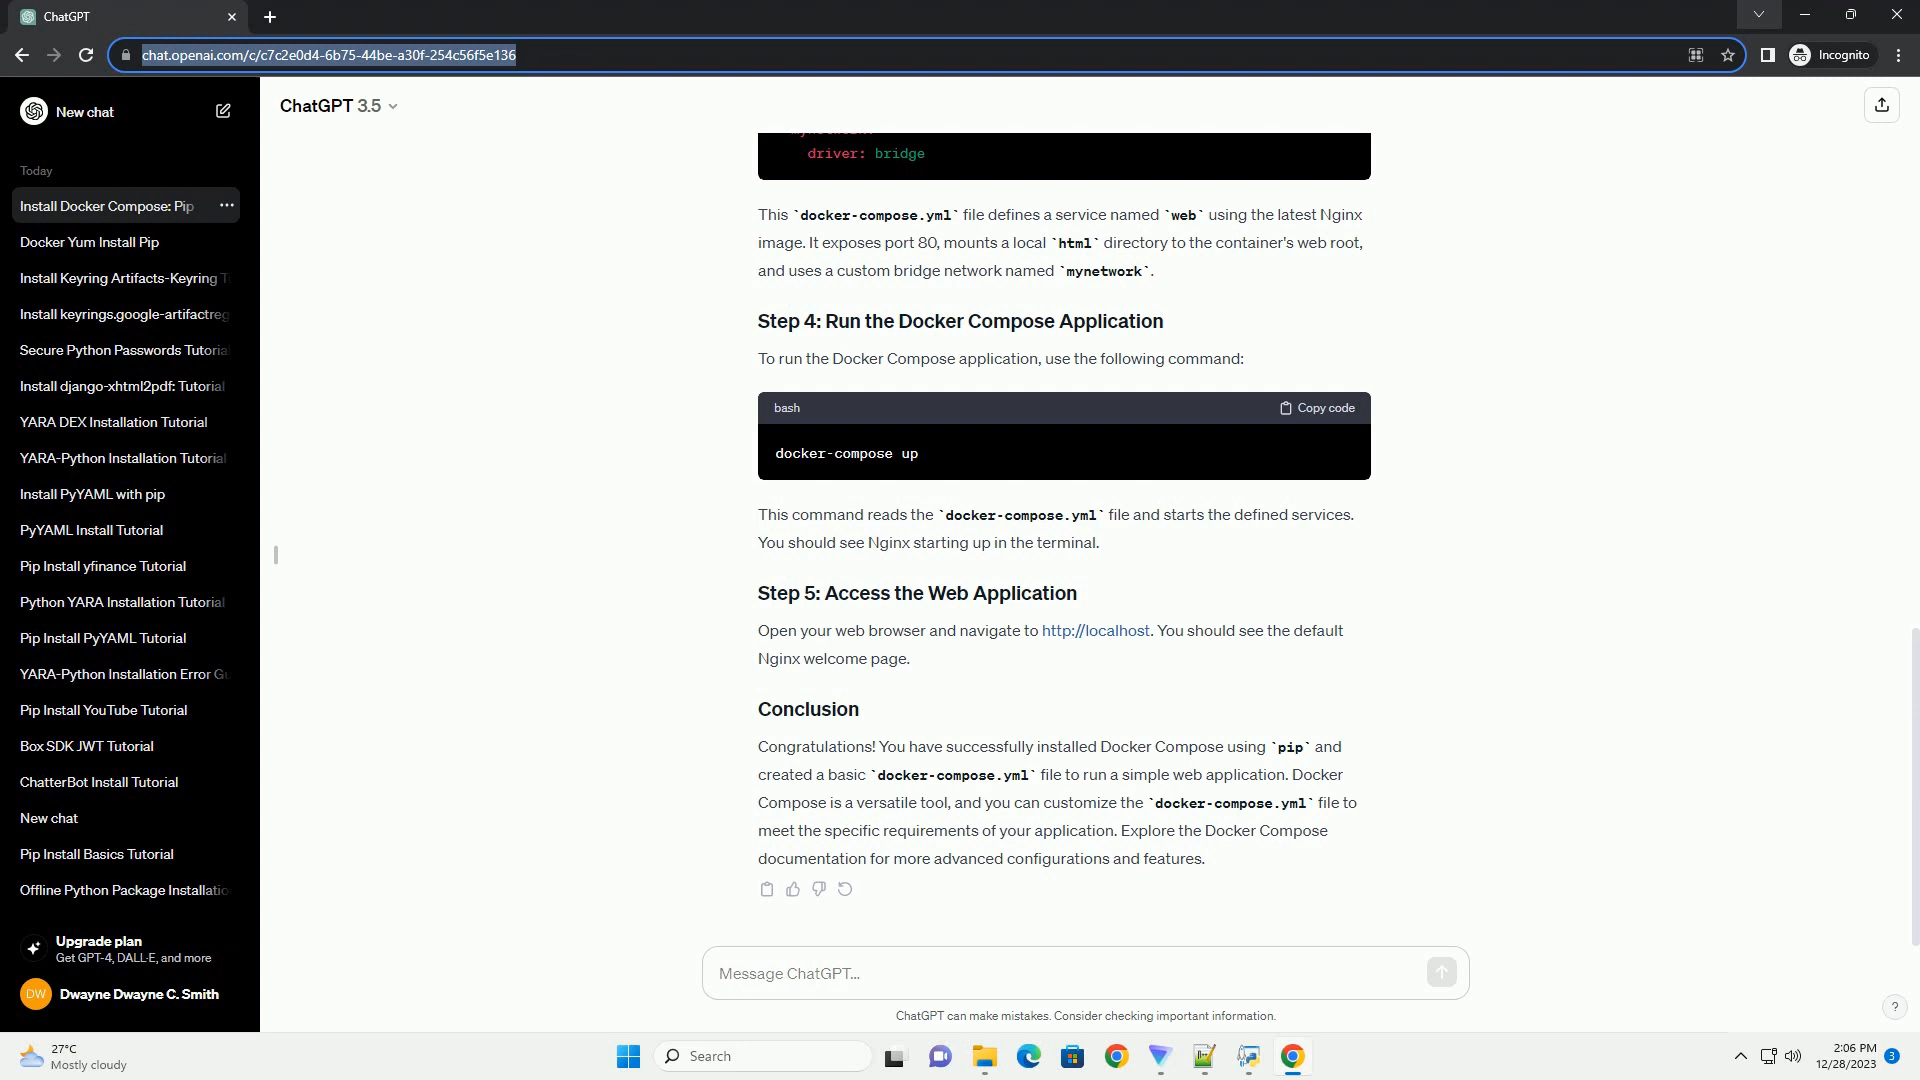 ChatGPT
chat.openai.com/c/c7c2e0d4-6b75-44be-a30f-254c56f5e136
Incognito
New chat
Today
Install Docker Compose: Pip
Docker Yum Install Pip
Install Keyring Artifacts-Keyring
Install keyrings.google-artifactreg
Secure Python Passwords Tutoria
Install django-xhtml2pdf: Tutorial
YARA DEX Installation Tutorial
YARA-Python Installation Tutorial
Install PyYAML with pip
PyYAML Install Tutorial
Pip Install yfinance Tutorial
Python YARA Installation Tutorial
Pip Install PyYAML Tutorial
YARA-Python Installation Error Gu
Pip Install YouTube Tutorial
Box SDK JWT Tutorial
ChatterBot Install Tutorial
New chat
Pip Install Basics Tutorial
Offline Python Package Installatio
Upgrade plan
Get GPT-4, DALL·E, and more
DW
Dwayne Dwayne C. Smith
ChatGPT 3.5
driver: bridge
This `docker-compose.yml` file defines a service named `web` using the latest Nginx
image. It exposes port 80, mounts a local `html` directory to the container's web root,
and uses a custom bridge network named `mynetwork`.
Step 4: Run the Docker Compose Application
To run the Docker Compose application, use the following command:
bash
Copy code
docker-compose up
This command reads the `docker-compose.yml` file and starts the defined services.
You should see Nginx starting up in the terminal.
Step 5: Access the Web Application
Open your web browser and navigate to http://localhost. You should see the default
Nginx welcome page.
Conclusion
Congratulations! You have successfully installed Docker Compose using `pip` and
created a basic `docker-compose.yml` file to run a simple web application. Docker
Compose is a versatile tool, and you can customize the `docker-compose.yml` file to
meet the specific requirements of your application. Explore the Docker Compose
documentation for more advanced configurations and features.
Message ChatGPT...
ChatGPT can make mistakes. Consider checking important information.
?
27°C
Mostly cloudy
Search
2:06 PM
12/28/2023
3